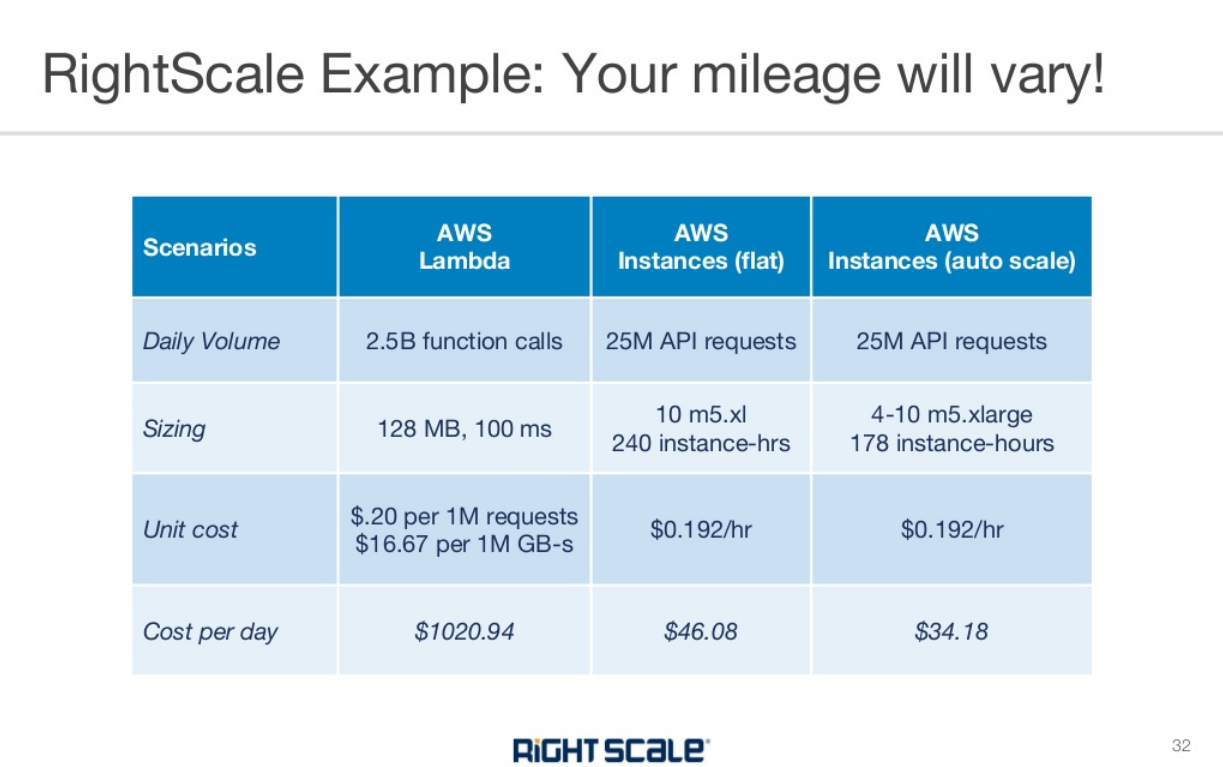 RightScale Example: Your mileage will vary!
Scenarios
AWS
Lambda
AWS
Instances (flat)
AWS
Instances (auto scale)
Daily Volume
2.5B function calls
25M API requests
25M API requests
Sizing
128 MB, 100 ms
10 m5.xl
240 instance-hrs
4-10 m5.xlarge
178 instance-hours
Unit cost
$.20 per 1M requests
$16.67 per 1M GB-s
$0.192/hr
$0.192/hr
Cost per day
$1020.94
$46.08
$34.18
RiGHT SCaLe
32